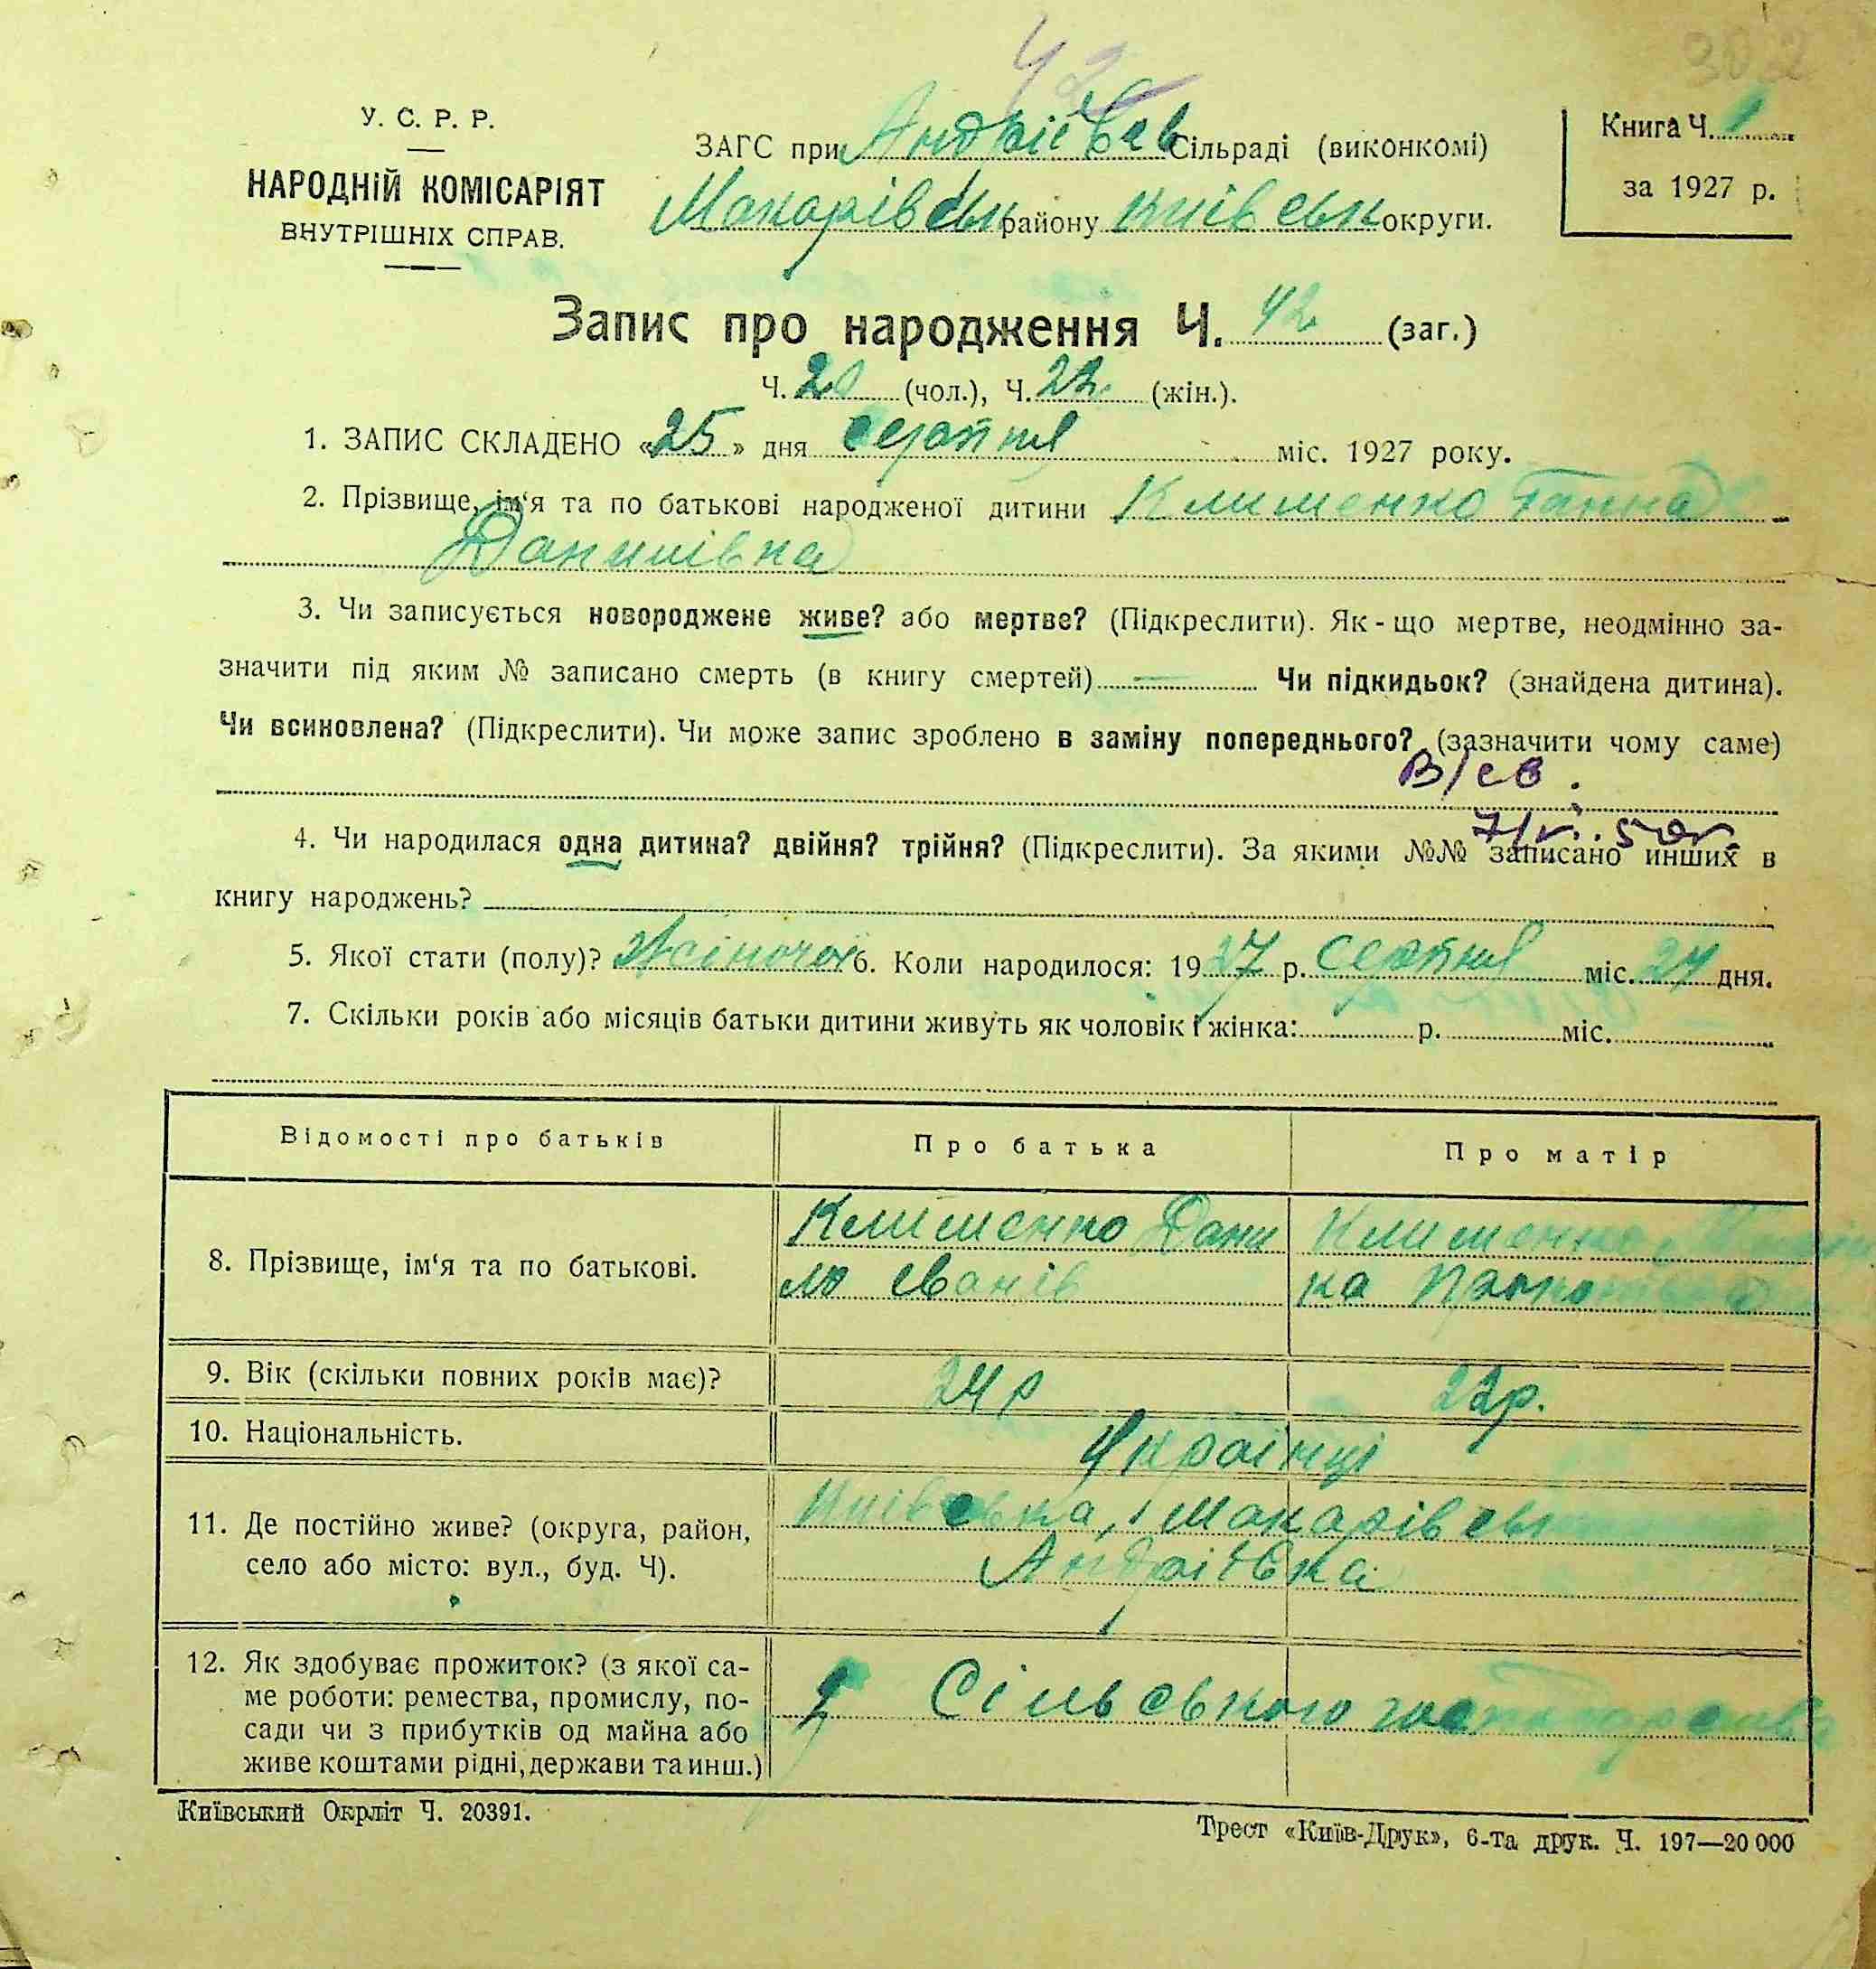 42
302
У. С. Р. Р.
НАРОДНІЙ КОМІСАРІЯТ
ВНУТРІШНІХ СПРАВ.
ЗАГС при Андріївськ Сільраді (виконкомі)
Макарівськ району Київськ округи.
Книга Ч. 1
за 1927 р.
Запис про народження Ч. 42 (заг.)
Ч. 20 (чол.), Ч. 22 (жін.).
1. ЗАПИС СКЛАДЕНО «25» дня серпня міс. 1927 року.
2. Прізвище, ім'я та по батькові народженої дитини Клименко Ганна
Данилівна
3. Чи записується новороджене живе? або мертве? (Підкреслити). Як-що мертве, неодмінно за-
значити під яким № записано смерть (в книгу смертей) — Чи підкидьок? (знайдена дитина).
Чи всиновлена? (Підкреслити). Чи може запис зроблено в заміну попереднього? (зазначити чому саме)
В/св
4. Чи народилася одна дитина? двійня? трійня? (Підкреслити). За якими №№ записано инших в
книгу народжень?
5. Якої стати (полу)? Жіночої 6. Коли народилося: 1927 р. серпня міс. 24 дня.
7. Скільки років або місяців батьки дитини живуть як чоловік і жінка: р. міс.
Відомості про батьків
Про батька
Про матір
8. Прізвище, ім'я та по батькові.
Клименко Дани
ло Іванів
Клименко
ка
9. Вік (скільки повних років має)?
24р
22р.
10. Національність.
Українці
11. Де постійно живе? (округа, район,
село або місто: вул., буд. Ч).
Київська, Макарівськ
Андріївка
12. Як здобуває прожиток? (з якої са-
ме роботи: ремества, промислу, по-
сади чи з прибутків од майна або
живе коштами рідні, держави та инш.)
З Сільського господарства
Київський Окрліт Ч. 20391.
Трест «Київ-Друк», 6-та друк. Ч. 197—20 000